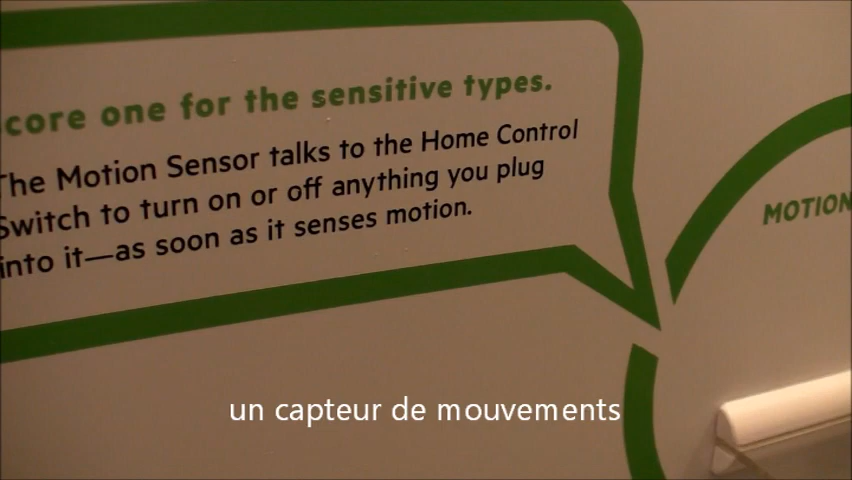 core one for the sensitive types.
The Motion Sensor talks to the Home Control
Switch to turn on or off anything you plug
into it—as soon as it senses motion.
MOTION
un capteur de mouvements